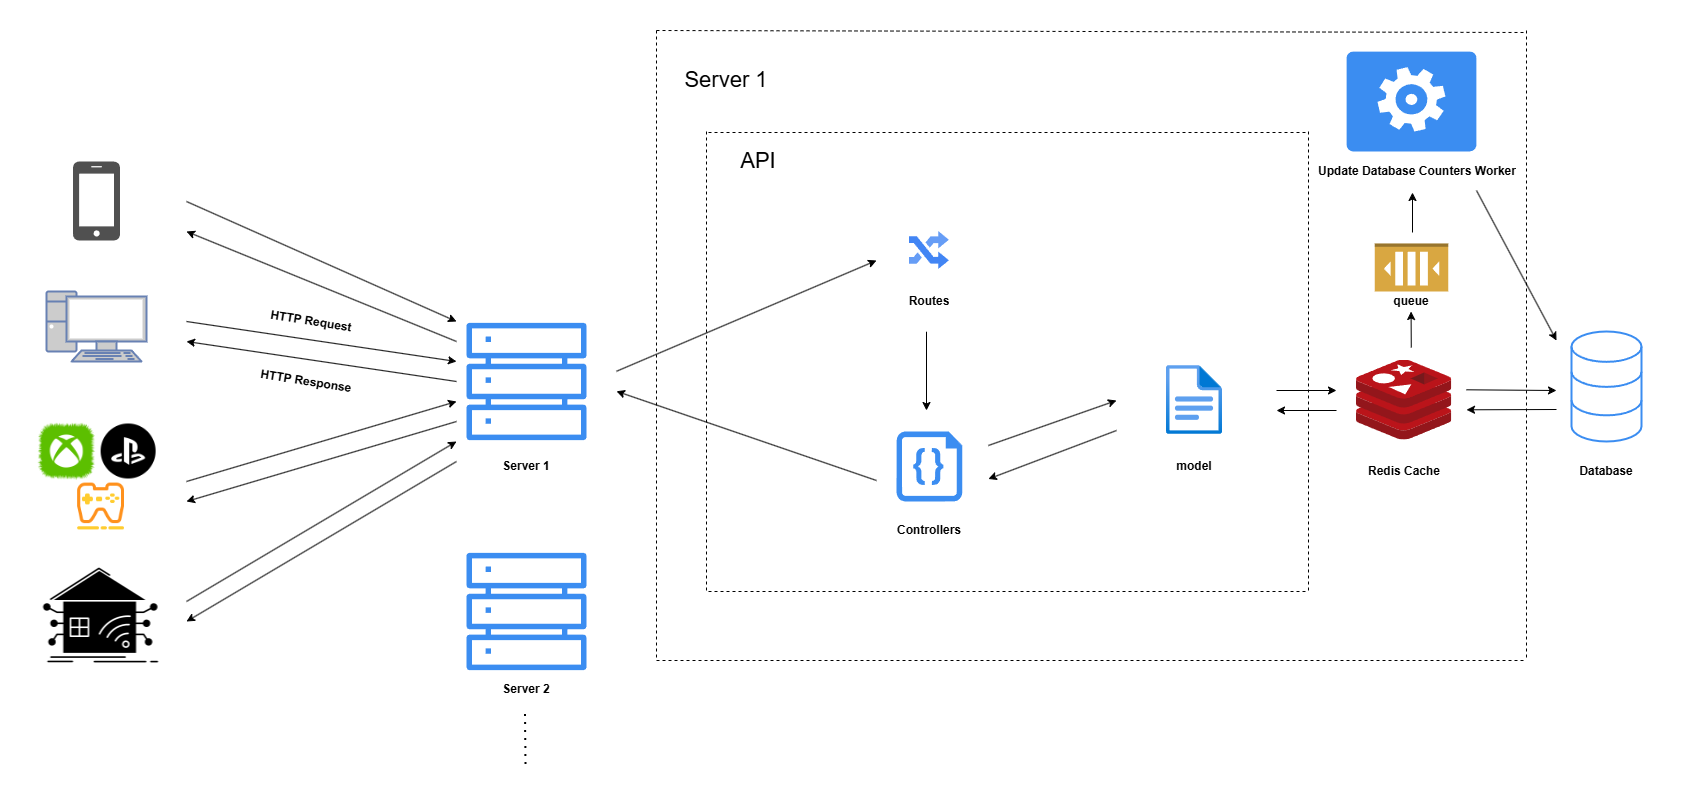 Server 1
API
Update Database Counters Worker
Routes
queue
HTTP Request
HTTP Response
Server 1
model
Redis Cache
Database
Controllers
Server 2